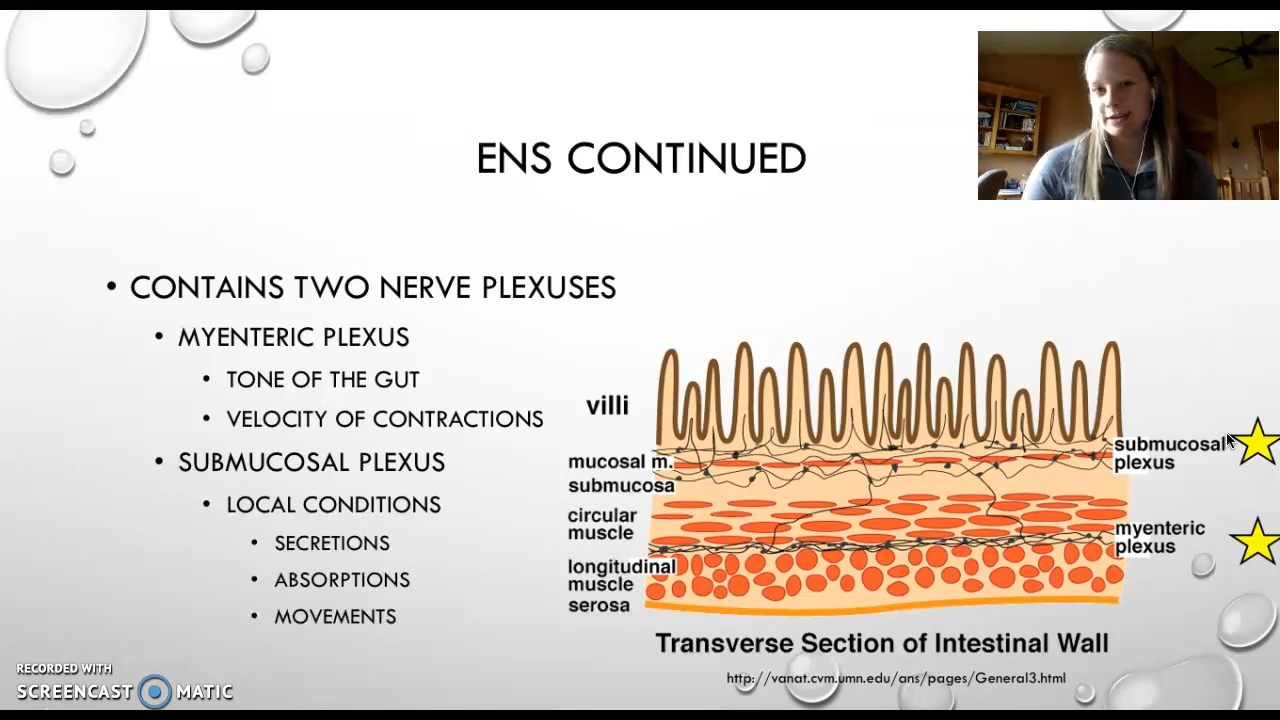 ENS CONTINUED
• CONTAINS TWO NERVE PLEXUSES
• MYENTERIC PLEXUS
• TONE OF THE GUT
• VELOCITY OF CONTRACTIONS
• SUBMUCOSAL PLEXUS
• LOCAL CONDITIONS
• SECRETIONS
• ABSORPTIONS
• MOVEMENTS
villi
mucosal m.
submucosa
circular
muscle
longitudinal
muscle
serosa
submucosal
plexus
myenteric
plexus
Transverse Section of Intestinal Wall
http://vanat.cvm.umn.edu/ans/pages/General3.html
RECORDED WITH
SCREENCAST MATIC